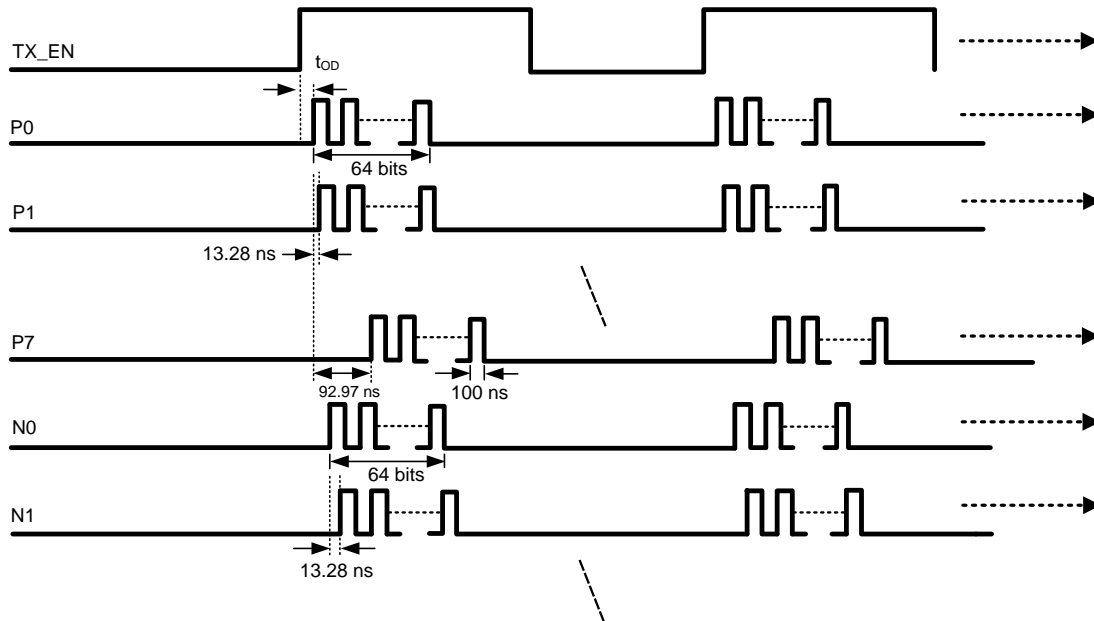 TX_EN
tOD
P0
64 bits
P1
13.28 ns
P7
92.97 ns
100 ns
N0
64 bits
N1
13.28 ns